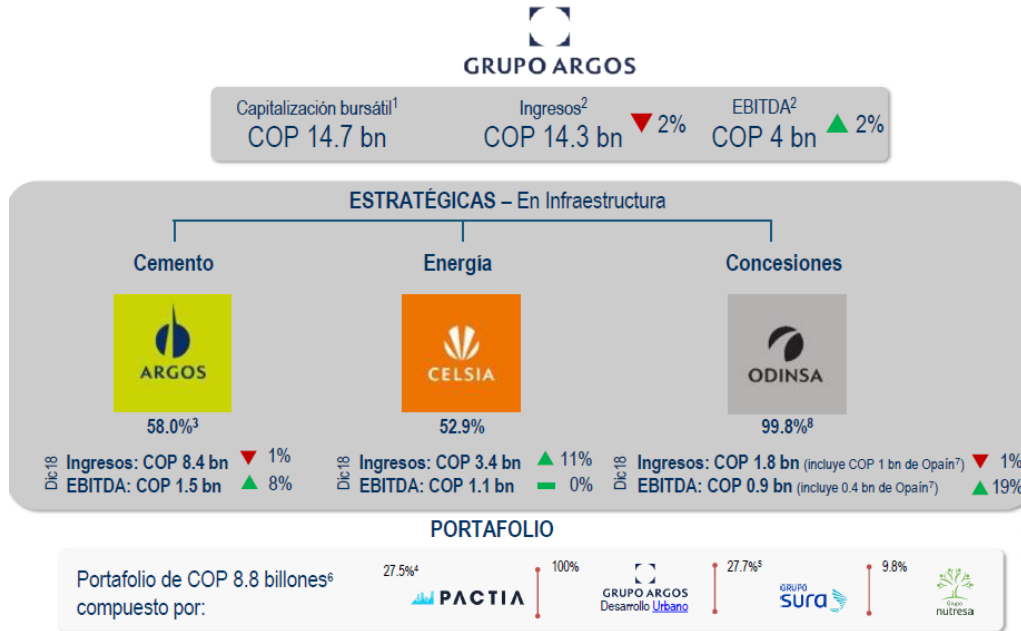 GRUPO ARGOS
Capitalización bursátil1
COP 14.7 bn
Ingresos2
COP 14.3 bn
2%
EBITDA2
COP 4 bn
2%
ESTRATÉGICAS – En Infraestructura
Cemento
Energía
Concesiones
ARGOS
CELSIA
ODINSA
58.0%3
52.9%
99.8%8
Dic18
Ingresos: COP 8.4 bn 1%
EBITDA: COP 1.5 bn 8%
Dic18
Ingresos: COP 3.4 bn 11%
EBITDA: COP 1.1 bn 0%
Dic18
Ingresos: COP 1.8 bn (incluye COP 1 bn de Opaín7) 1%
EBITDA: COP 0.9 bn (incluye 0.4 bn de Opaín7) 19%
PORTAFOLIO
Portafolio de COP 8.8 billones6
compuesto por:
27.5%4
PACTIA
100%
GRUPO ARGOS
Desarrollo Urbano
27.7%5
GRUPO
sura
9.8%
Grupo
nutresa